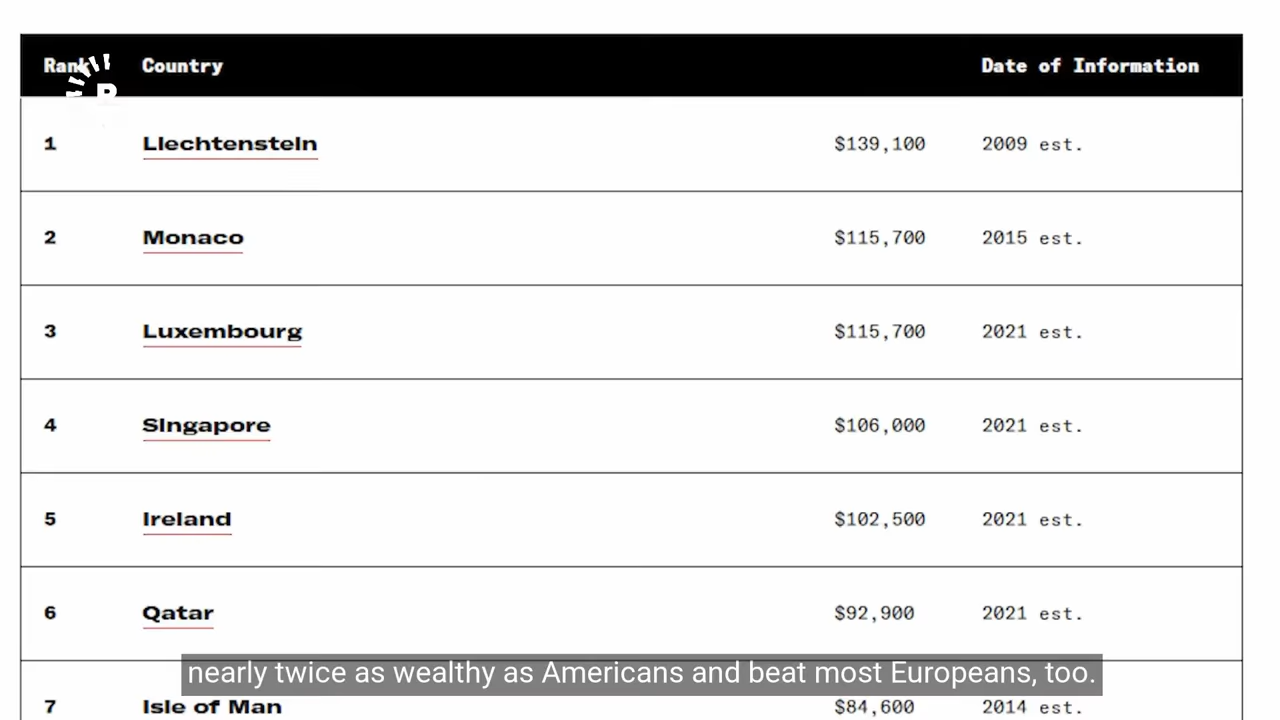 Rank Country Date of Information
1 Liechtenstein $139,100 2009 est.
2 Monaco $115,700 2015 est.
3 Luxembourg $115,700 2021 est.
4 Singapore $106,000 2021 est.
5 Ireland $102,500 2021 est.
6 Qatar $92,900 2021 est.
nearly twice as wealthy as Americans and beat most Europeans, too.
7 Isle of Man $84,600 2014 est.